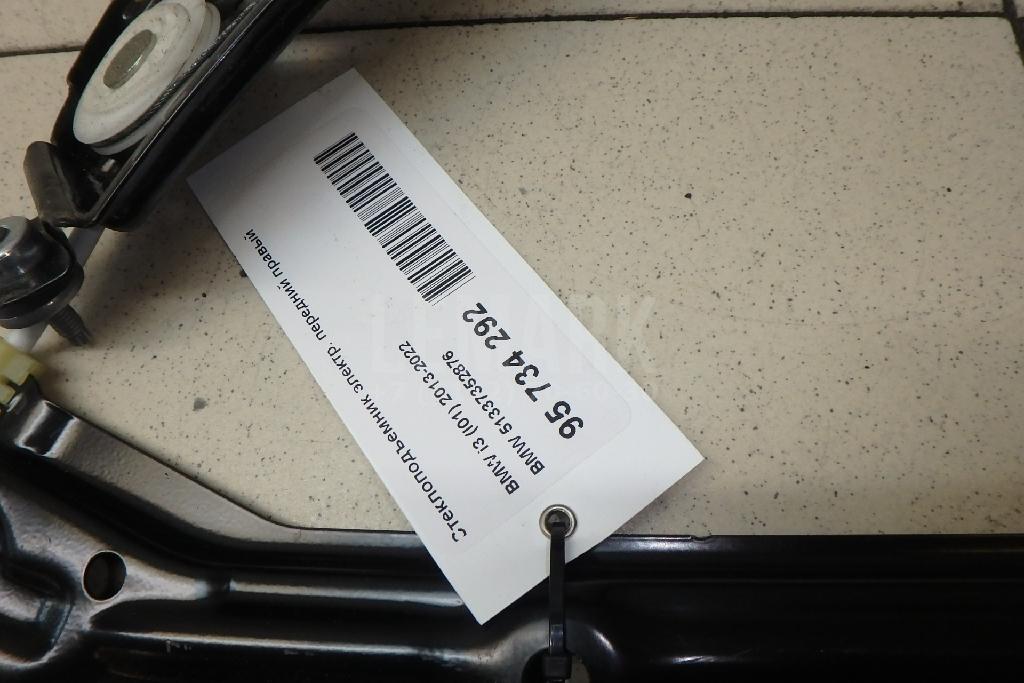 Стеклоподъемник электр. передний правый
BMW i3 (I01) 2013-2022
BMW 51337352876
95 734 292